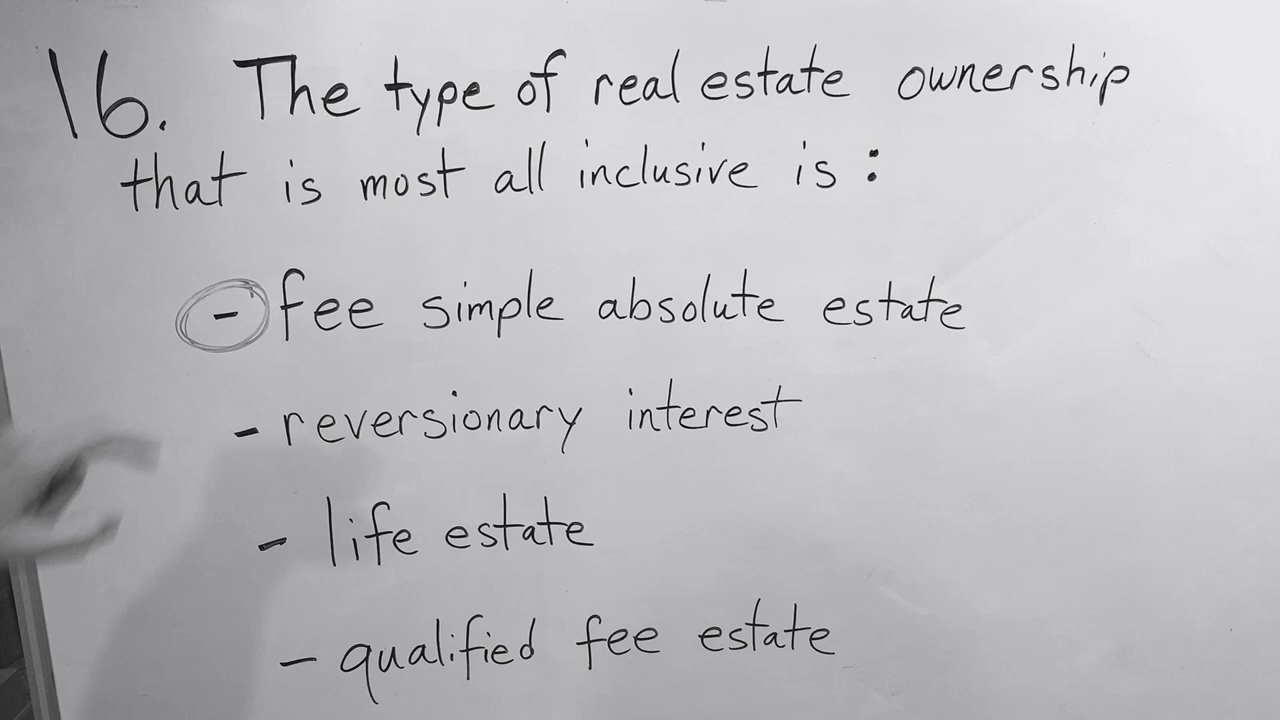 16. The type of real estate ownership
that is most all inclusive is :
- fee simple absolute estate
- reversionary interest
- life estate
- qualified fee estate